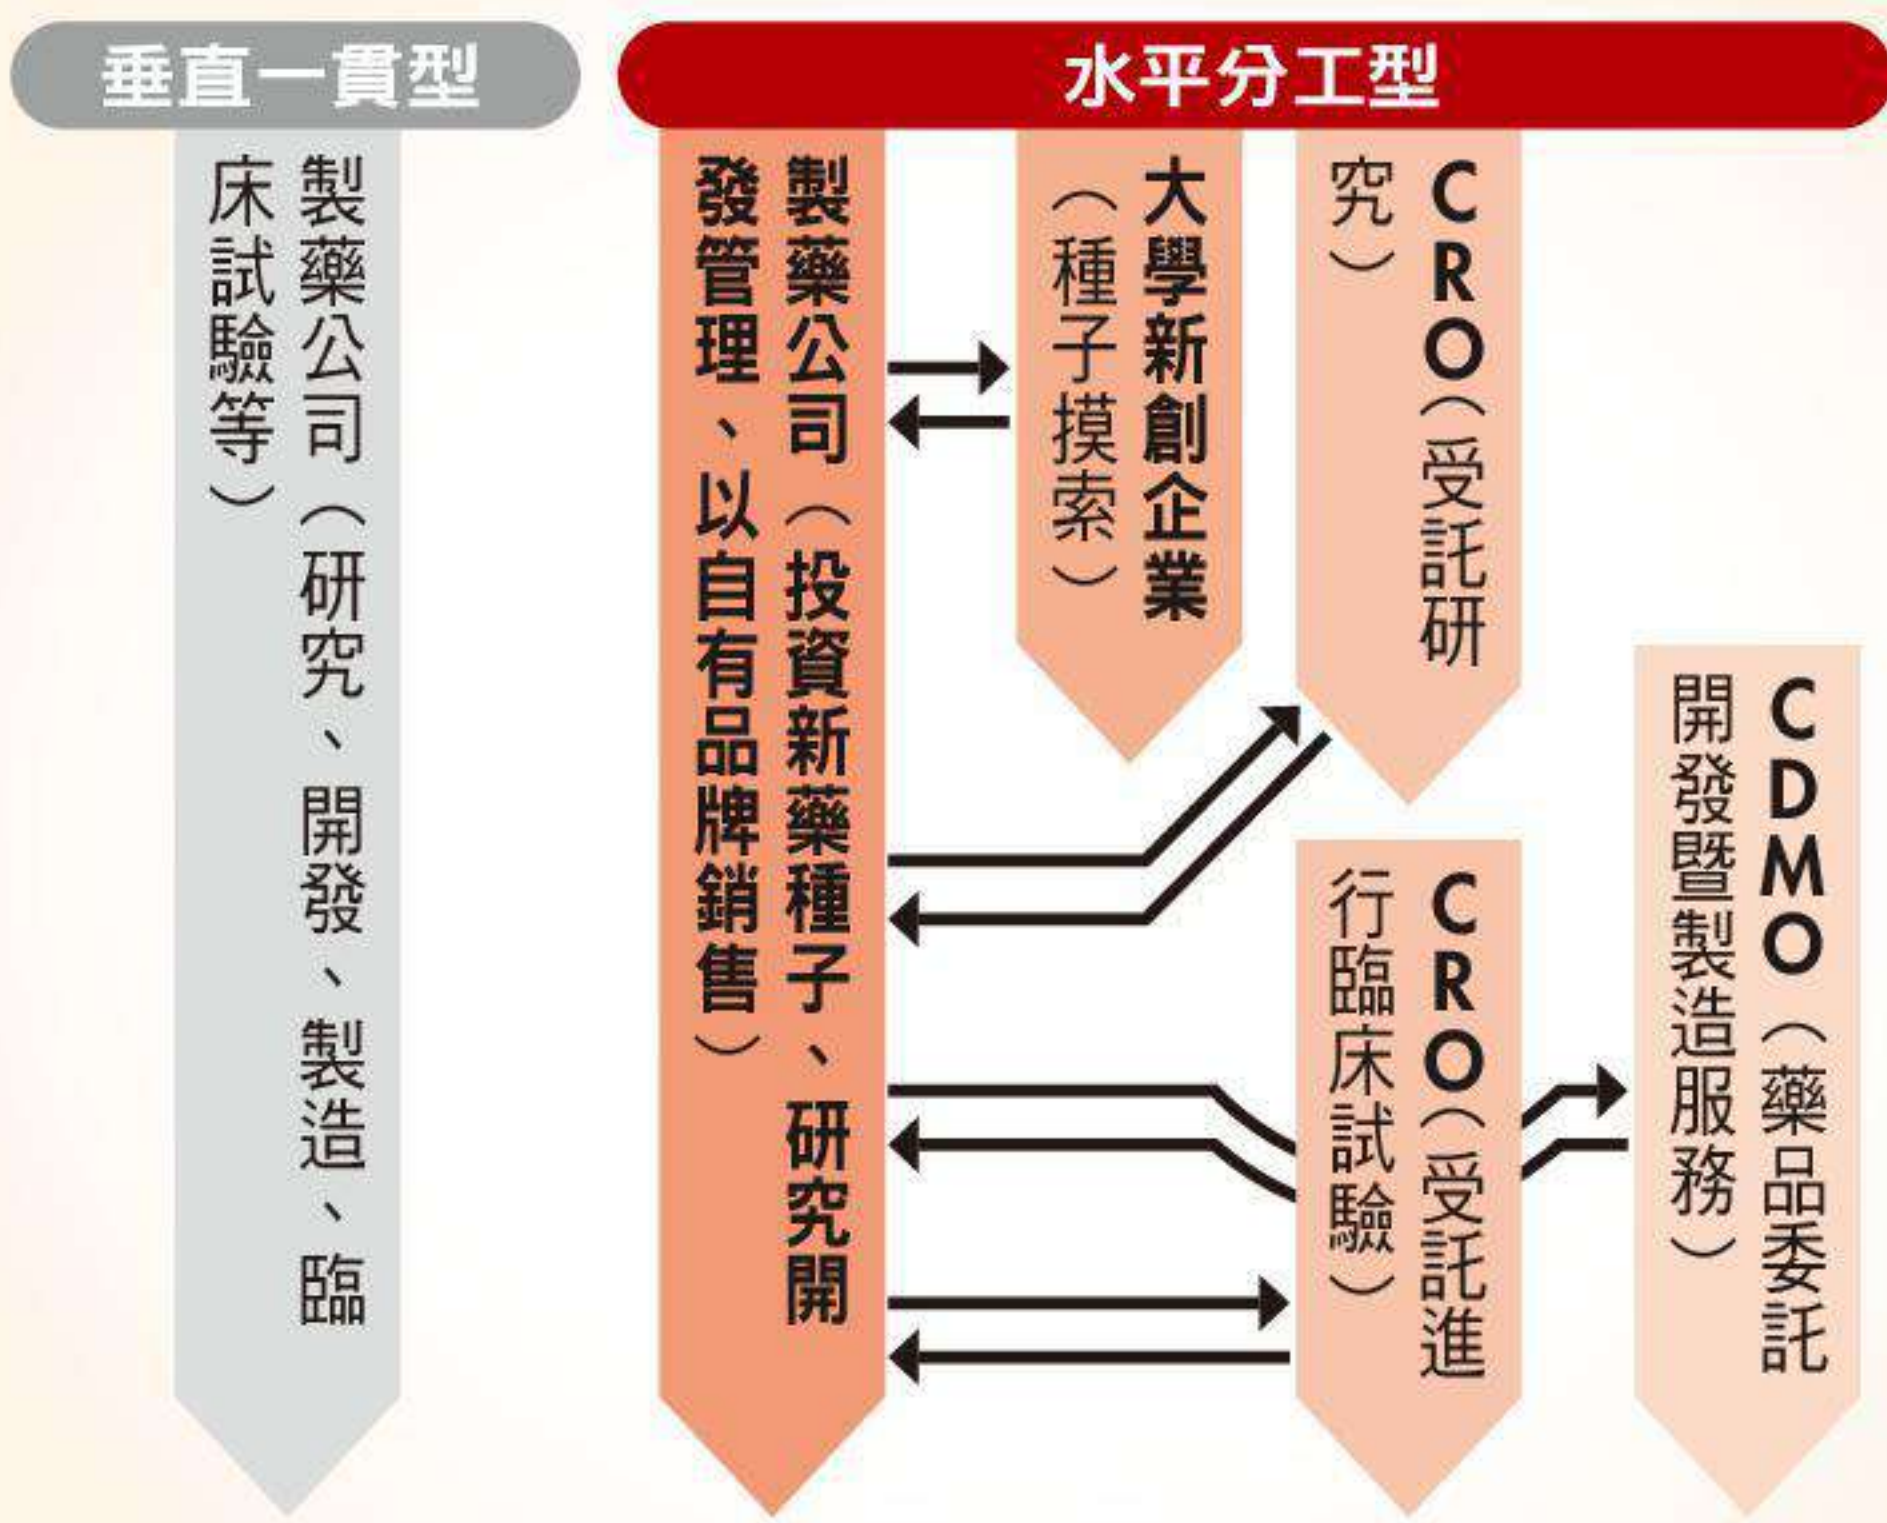 垂直一貫型
製藥公司（研究、開發、製造、臨
床試驗等）
水平分工型
製藥公司（投資新藥種子、研究開
發管理、以自有品牌銷售）
大學新創企業
（種子摸索）
CRO（受託研
究）
CRO（受託進
行臨床試驗）
CDMO（藥品委託
開發暨製造服務）